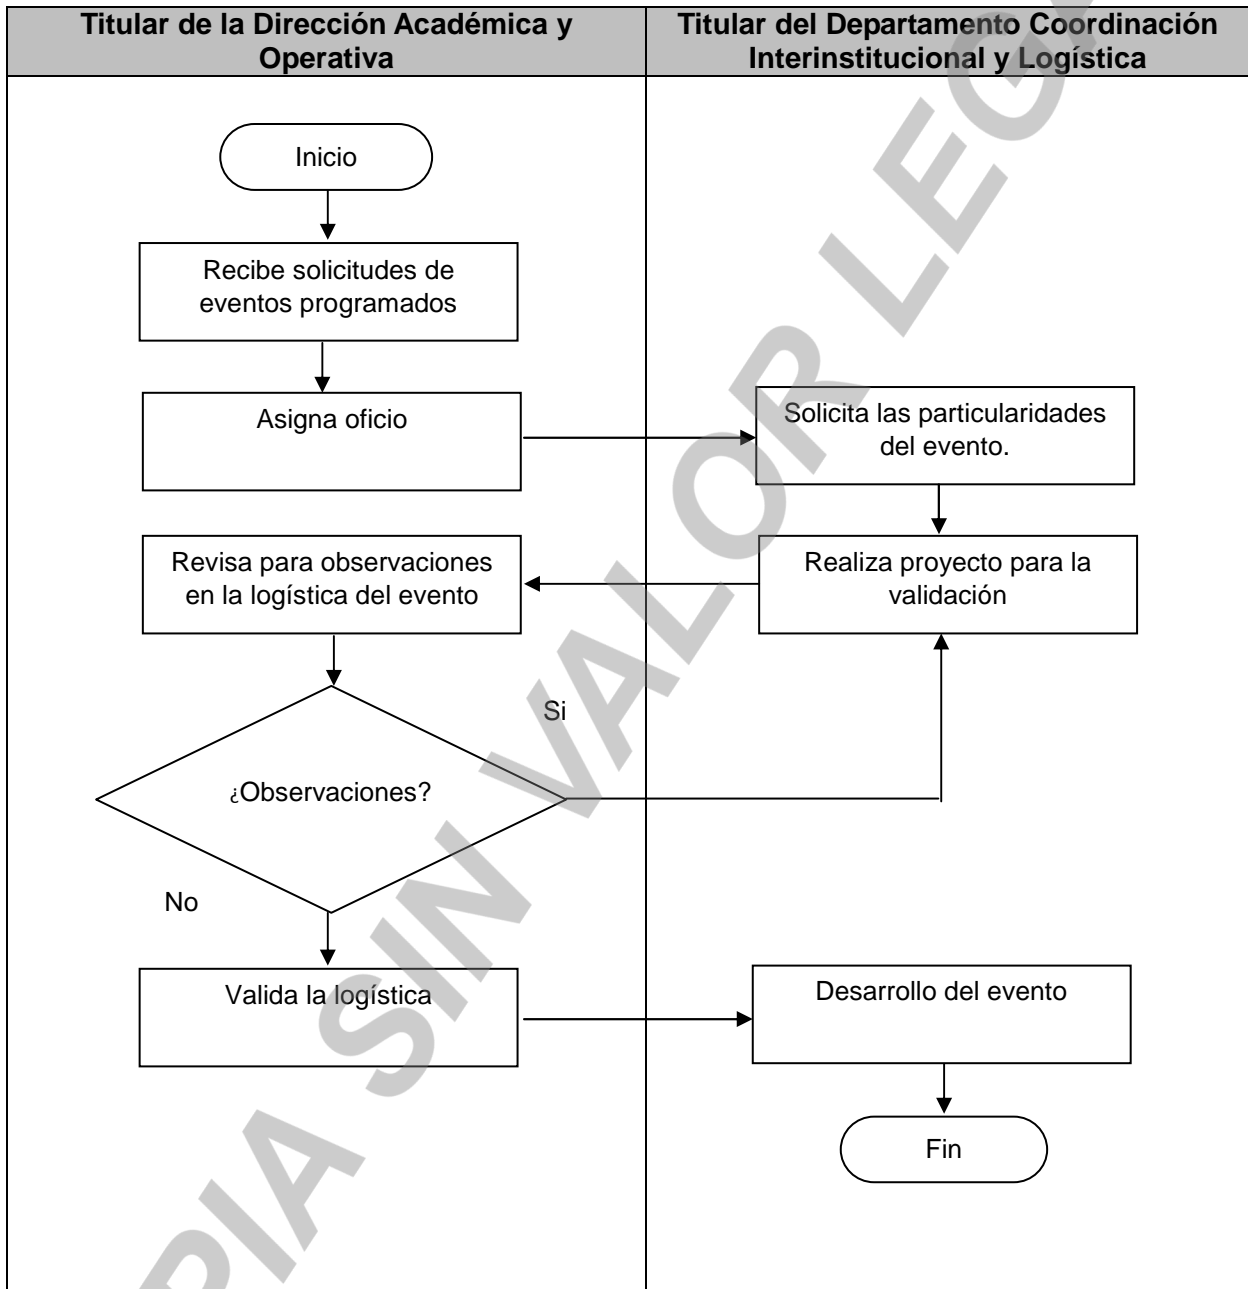 Titular de la Dirección Académica y
Operativa
Titular del Departamento Coordinación
Interinstitucional y Logística
Inicio
Recibe solicitudes de
eventos programados
Asigna oficio
Solicita las particularidades
del evento.
Revisa para observaciones
en la logística del evento
Realiza proyecto para la
validación
Si
¿Observaciones?
No
Valida la logística
Desarrollo del evento
Fin
PIA SIN VALOR LEGA